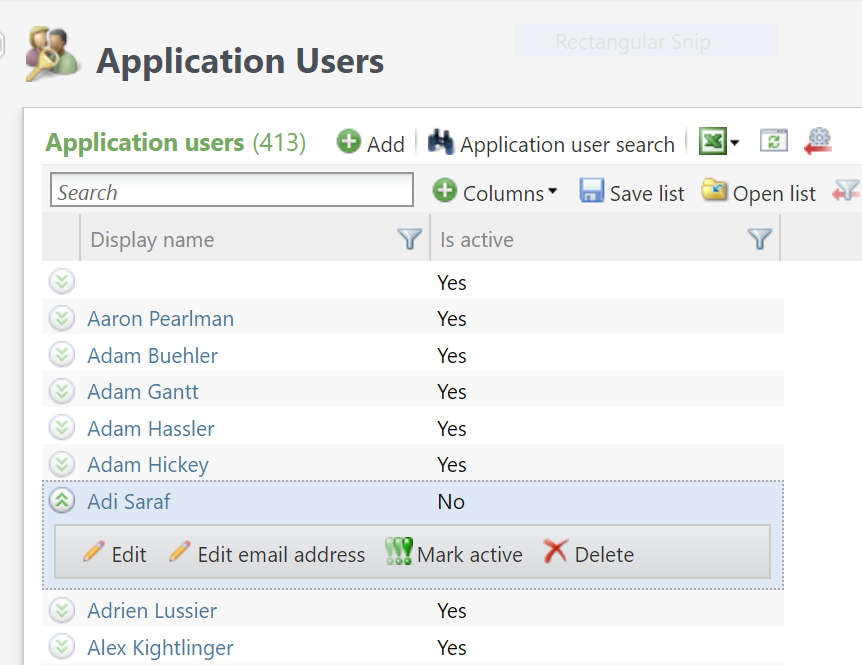 Rectangular Snip
Application Users
Application users (413) Add Application user search
Search Columns Save list Open list
Display name Is active
Yes
Aaron Pearlman Yes
Adam Buehler Yes
Adam Gantt Yes
Adam Hassler Yes
Adam Hickey Yes
Adi Saraf No
Edit Edit email address Mark active Delete
Adrien Lussier Yes
Alex Kightlinger Yes